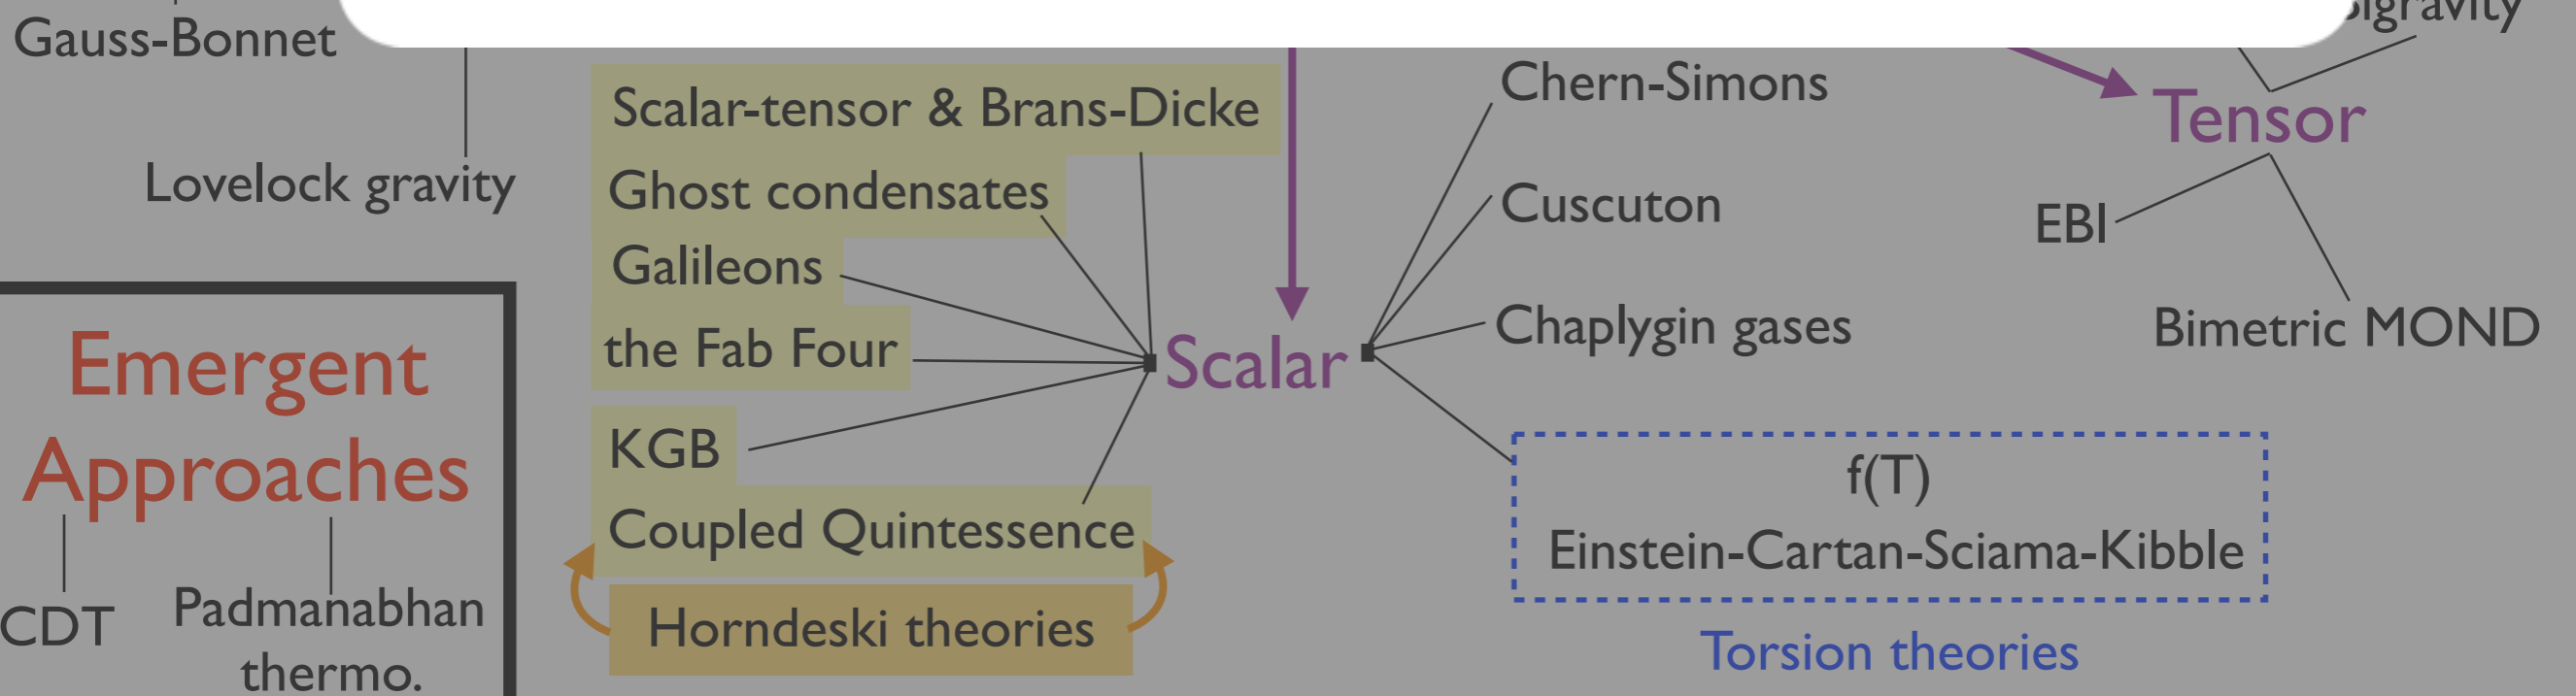 Gauss-Bonnet
Lovelock gravity
Emergent
Approaches
CDT
Padmanabhan
thermo.
Scalar-tensor & Brans-Dicke
Ghost condensates
Galileons
the Fab Four
KGB
Coupled Quintessence
Horndeski theories
Scalar
Chern-Simons
Cuscuton
Chaplygin gases
f(T)
Einstein-Cartan-Sciama-Kibble
Torsion theories
Tensor
EBI
Bimetric MOND